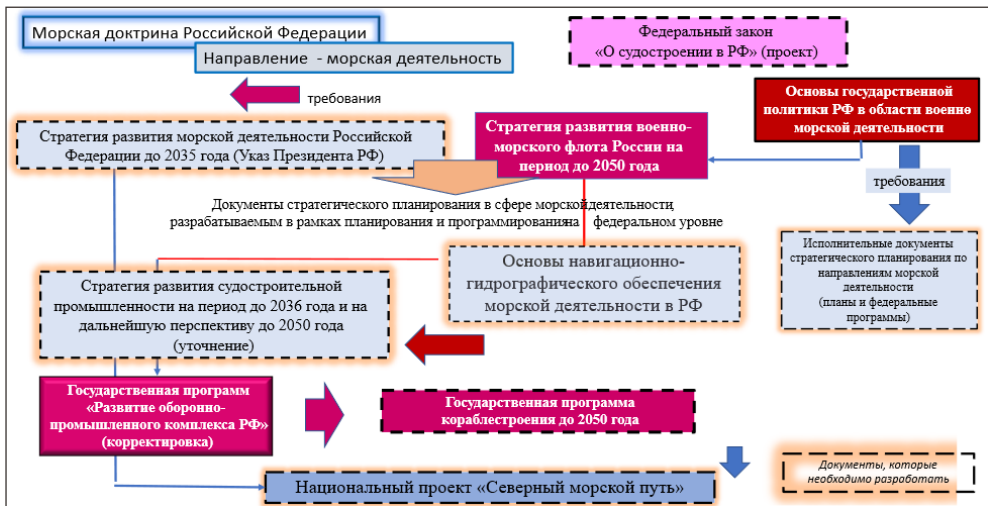 Морская доктрина Российской Федерации
Направление - морская деятельность
Федеральный закон
«О судостроении в РФ» (проект)
требования
Основы государственной
политики РФ в области военно
морской деятельности
Стратегия развития морской деятельности Российской
Федерации до 2035 года (Указ Президента РФ)
Стратегия развития военно-
морского флота России на
период до 2050 года
требования
Документы стратегического планирования в сфере морскойдеятельности,
разрабатываемым в рамках планирования и программированияна федеральном уровне
Исполнительные документы
стратегического планирования по
направлениям морской
деятельности
(планы и федеральные
программы)
Основы навигационно-
гидрографического обеспечения
морской деятельности в РФ
Стратегия развития судостроительной
промышленности на период до 2036 года и на
дальнейшую перспективу до 2050 года
(уточнение)
Государственная программ
«Развитие оборонно-
промышленного комплекса РФ»
(корректировка)
Государственная программа
кораблестроения до 2050 года
Национальный проект «Северный морской путь»
Документы, которые
необходимо разработать